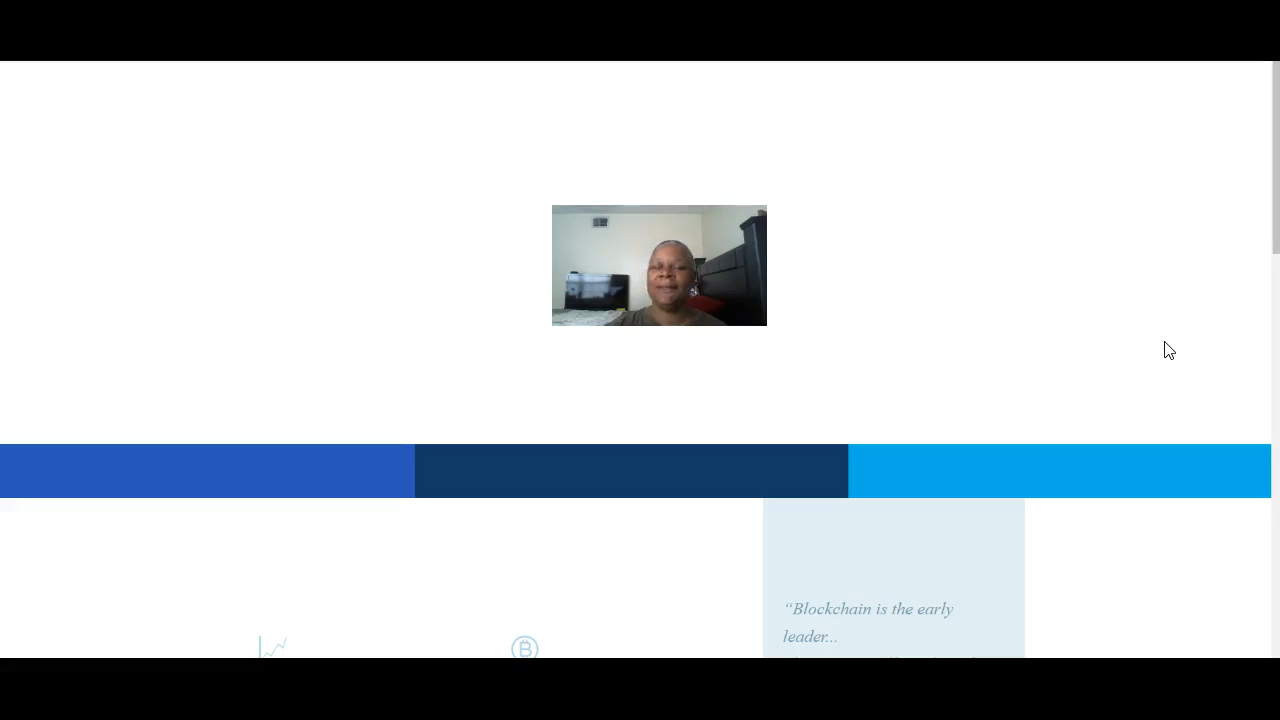 “Blockchain is the early
leader...